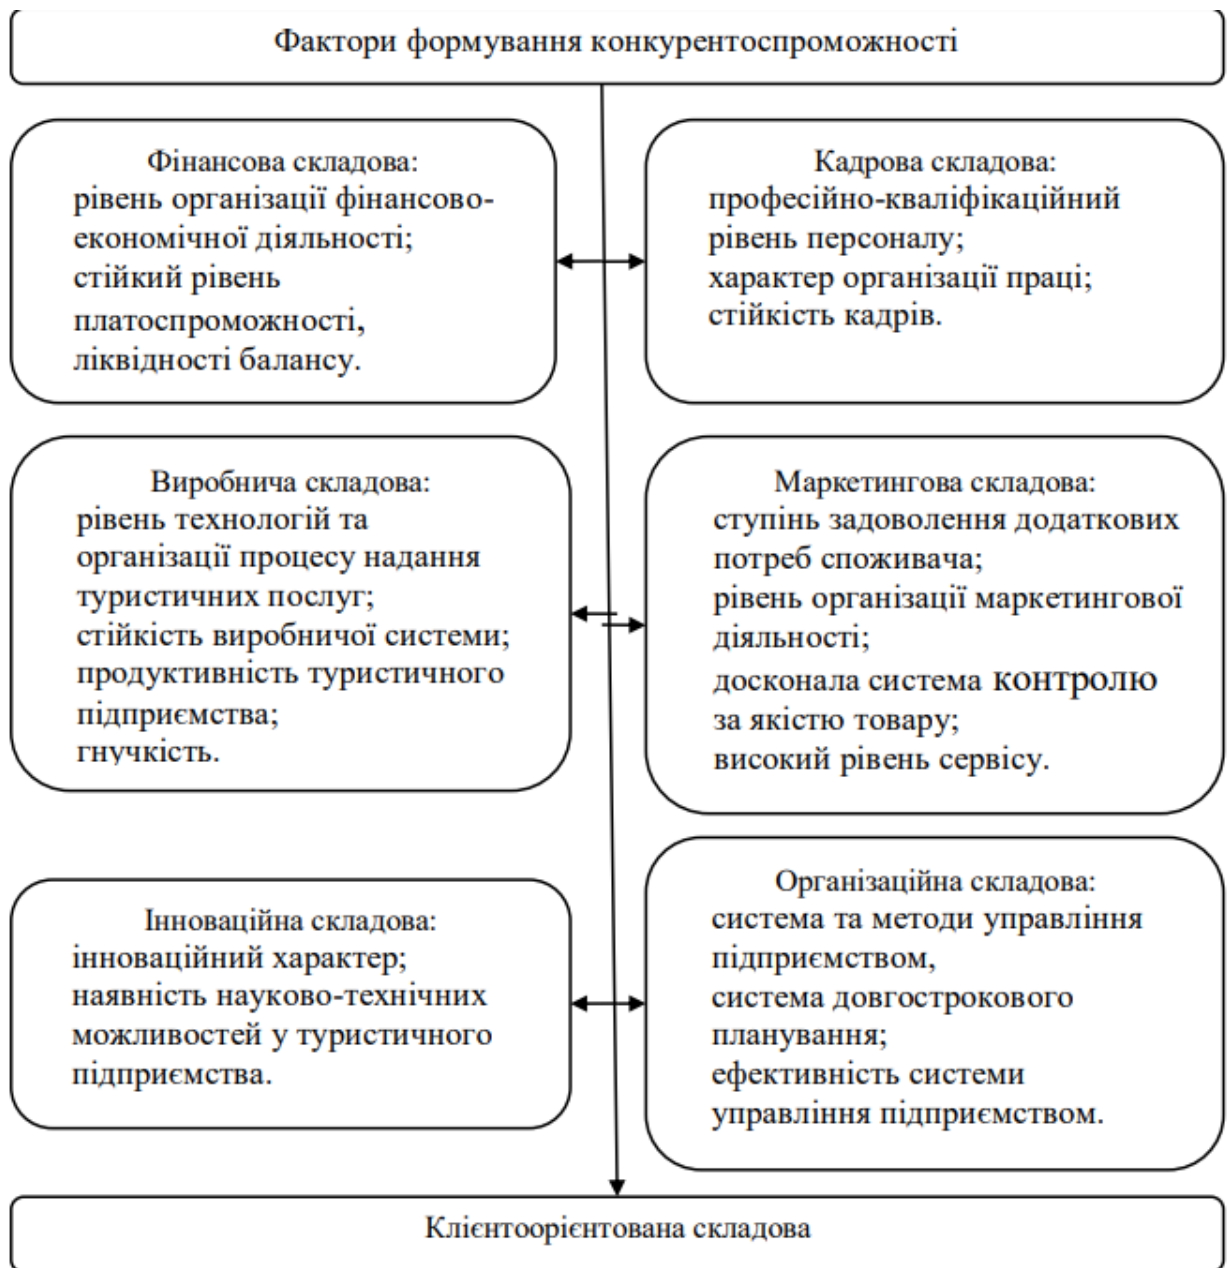 Фактори формування конкурентоспроможності
Фінансова складова:
рівень організації фінансово-
економічної діяльності;
стійкий рівень
платоспроможності,
ліквідності балансу.
Кадрова складова:
професійно-кваліфікаційний
рівень персоналу;
характер організації праці;
стійкість кадрів.
Виробнича складова:
рівень технологій та
організації процесу надання
туристичних послуг;
стійкість виробничої системи;
продуктивність туристичного
підприємства;
гнучкість.
Маркетингова складова:
ступінь задоволення додаткових
потреб споживача;
рівень організації маркетингової
діяльності;
досконала система контролю
за якістю товару;
високий рівень сервісу.
Інноваційна складова:
інноваційний характер;
наявність науково-технічних
можливостей у туристичного
підприємства.
Організаційна складова:
система та методи управління
підприємством,
система довгострокового
планування;
ефективність системи
управління підприємством.
Клієнтоорієнтована складова